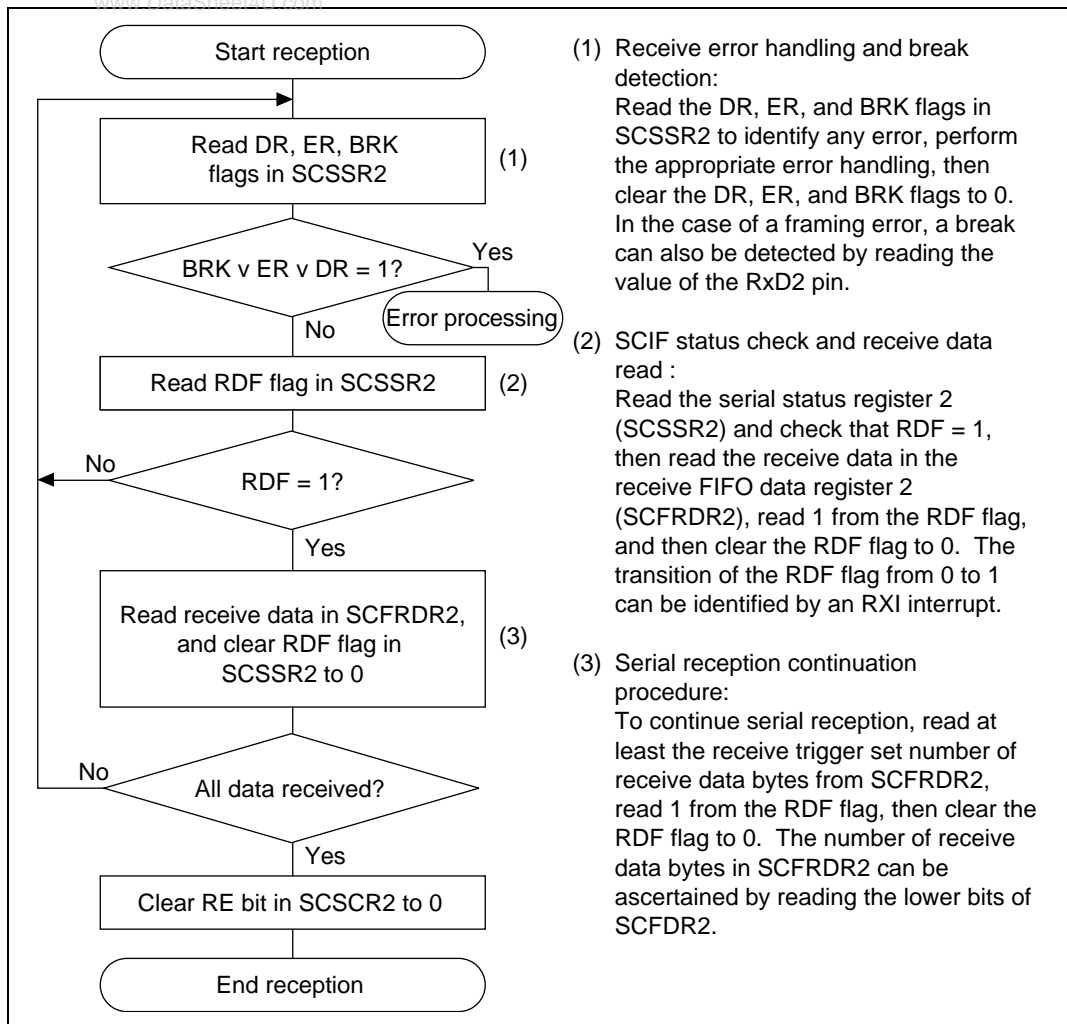 www.DataSheet4U.com
Start reception
Read DR, ER, BRK
flags in SCSSR2
(1)
BRK v ER v DR = 1?
Yes
Error processing
No
Read RDF flag in SCSSR2
(2)
No
RDF = 1?
Yes
Read receive data in SCFRDR2,
and clear RDF flag in
SCSSR2 to 0
(3)
No
All data received?
Yes
Clear RE bit in SCSCR2 to 0
End reception
(1) Receive error handling and break
detection:
Read the DR, ER, and BRK flags in
SCSSR2 to identify any error, perform
the appropriate error handling, then
clear the DR, ER, and BRK flags to 0.
In the case of a framing error, a break
can also be detected by reading the
value of the RxD2 pin.
(2) SCIF status check and receive data
read :
Read the serial status register 2
(SCSSR2) and check that RDF = 1,
then read the receive data in the
receive FIFO data register 2
(SCFRDR2), read 1 from the RDF flag,
and then clear the RDF flag to 0. The
transition of the RDF flag from 0 to 1
can be identified by an RXI interrupt.
(3) Serial reception continuation
procedure:
To continue serial reception, read at
least the receive trigger set number of
receive data bytes from SCFRDR2,
read 1 from the RDF flag, then clear the
RDF flag to 0. The number of receive
data bytes in SCFRDR2 can be
ascertained by reading the lower bits of
SCFDR2.